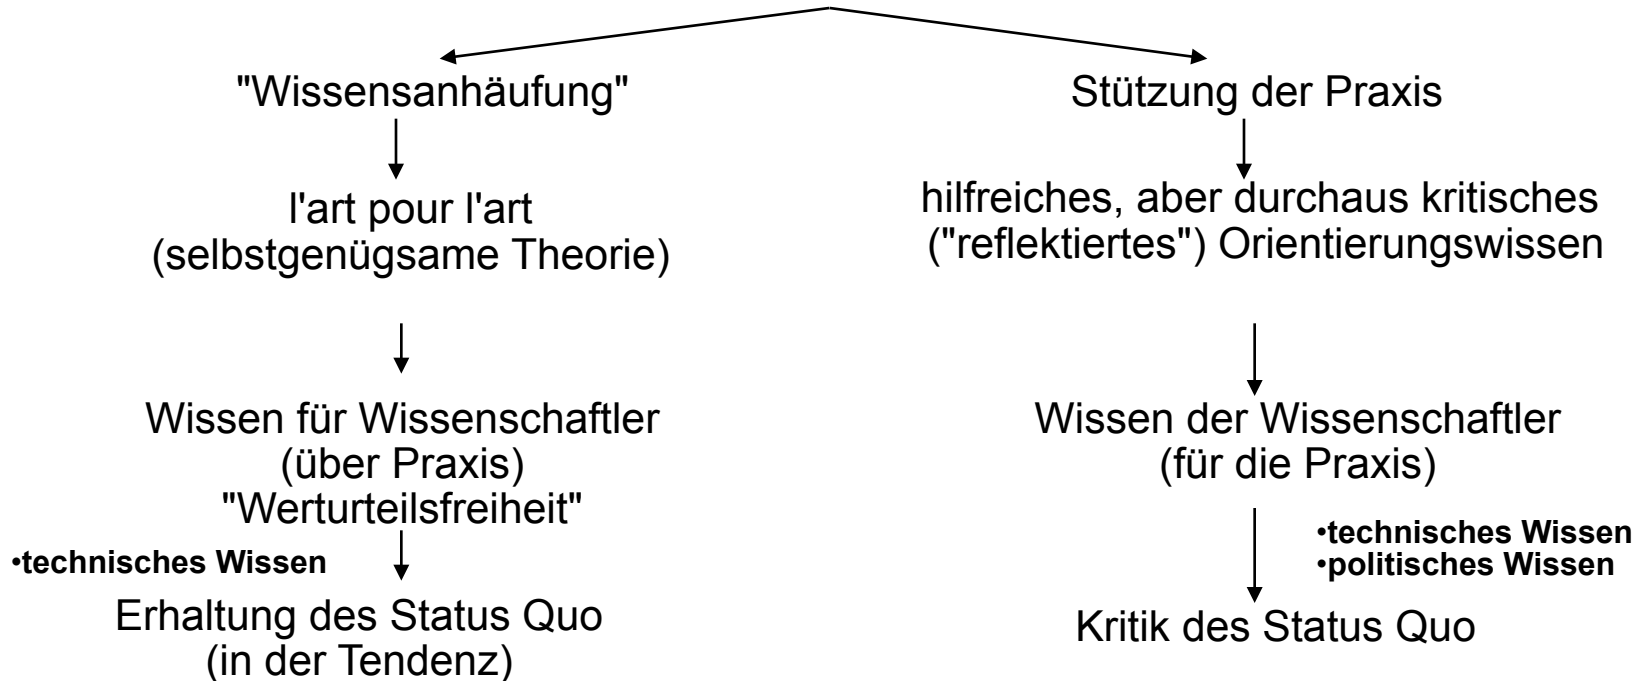 "Wissensanhäufung"
l'art pour l'art
(selbstgenügsame Theorie)
Wissen für Wissenschaftler
(über Praxis)
"Werturteilsfreiheit"
•technisches Wissen
Erhaltung des Status Quo
(in der Tendenz)
Stützung der Praxis
hilfreiches, aber durchaus kritisches
("reflektiertes") Orientierungswissen
Wissen der Wissenschaftler
(für die Praxis)
•technisches Wissen
•politisches Wissen
Kritik des Status Quo